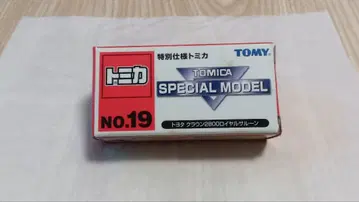 特別仕様トミカ
TOMY
トミカ
TOMICA
SPECIAL MODEL
NO.19
トヨタ クラウン2800ロイヤルサルーン